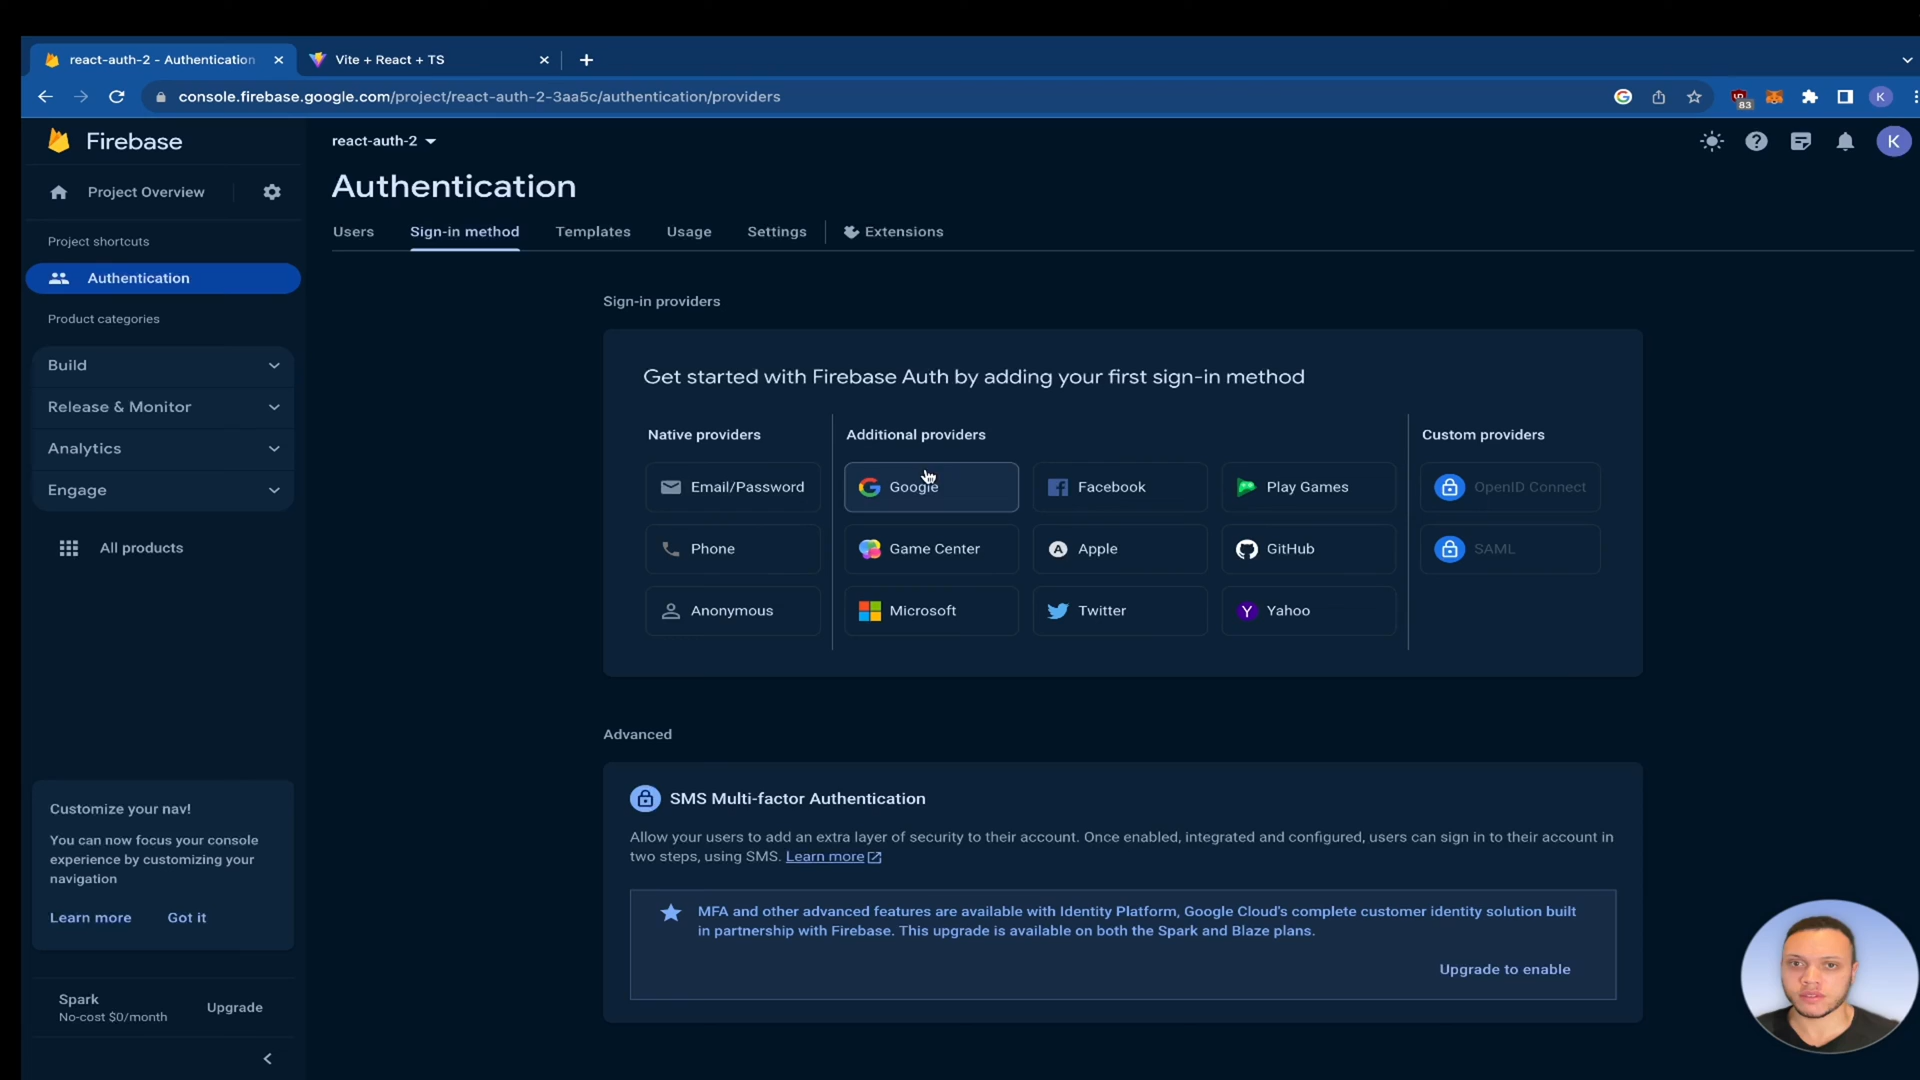 react-auth-2 - Authentication
Vite + React + TS
console.firebase.google.com/project/react-auth-2-3aa5c/authentication/providers
83
K
Firebase
react-auth-2
K
Project Overview
Authentication
Users
Sign-in method
Templates
Usage
Settings
Extensions
Project shortcuts
Authentication
Product categories
Build
Release & Monitor
Analytics
Engage
All products
Customize your nav!
You can now focus your console
experience by customizing your
navigation
Learn more
Got it
Spark
No-cost $0/month
Upgrade
Sign-in providers
Get started with Firebase Auth by adding your first sign-in method
Native providers
Additional providers
Custom providers
Email/Password
Google
Facebook
Play Games
OpenID Connect
Phone
Game Center
Apple
GitHub
SAML
Anonymous
Microsoft
Twitter
Yahoo
Advanced
SMS Multi-factor Authentication
Allow your users to add an extra layer of security to their account. Once enabled, integrated and configured, users can sign in to their account in
two steps, using SMS. Learn more
MFA and other advanced features are available with Identity Platform, Google Cloud's complete customer identity solution built
in partnership with Firebase. This upgrade is available on both the Spark and Blaze plans.
Upgrade to enable